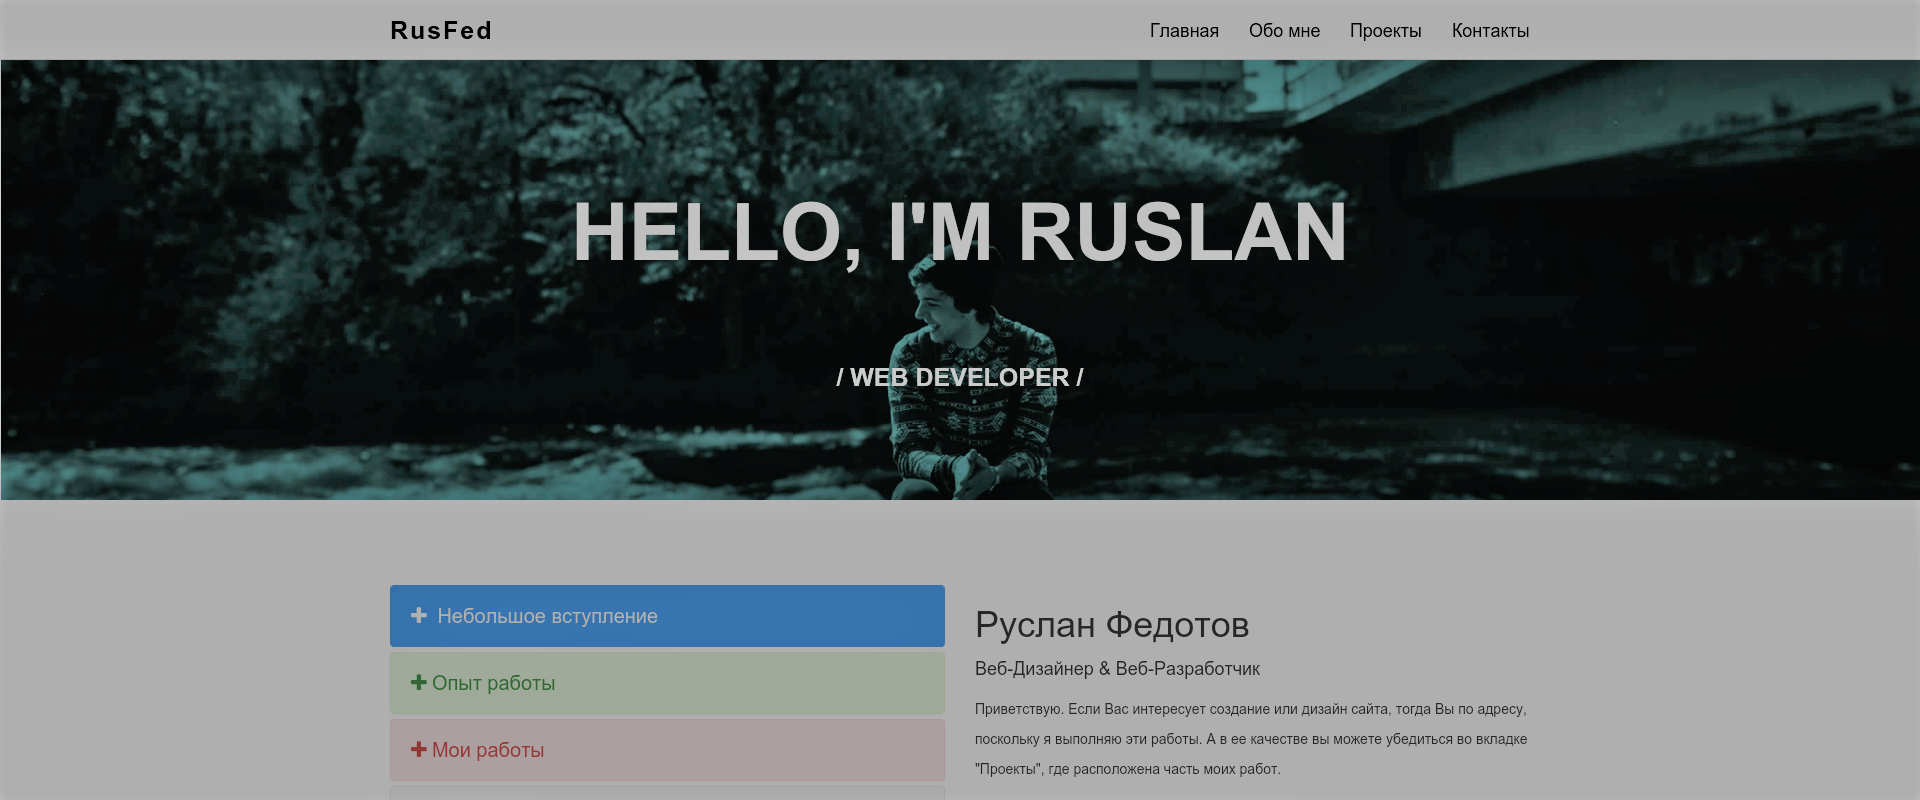 RusFed
Главная
Обо мне
Проекты
Контакты
HELLO, I'M RUSLAN
/ WEB DEVELOPER /
Небольшое вступление
Опыт работы
Мои работы
Руслан Федотов
Веб-Дизайнер & Веб-Разработчик
Приветствую. Если Вас интересует создание или дизайн сайта, тогда Вы по адресу,
поскольку я выполняю эти работы. А в ее качестве вы можете убедиться во вкладке
"Проекты", где расположена часть моих работ.